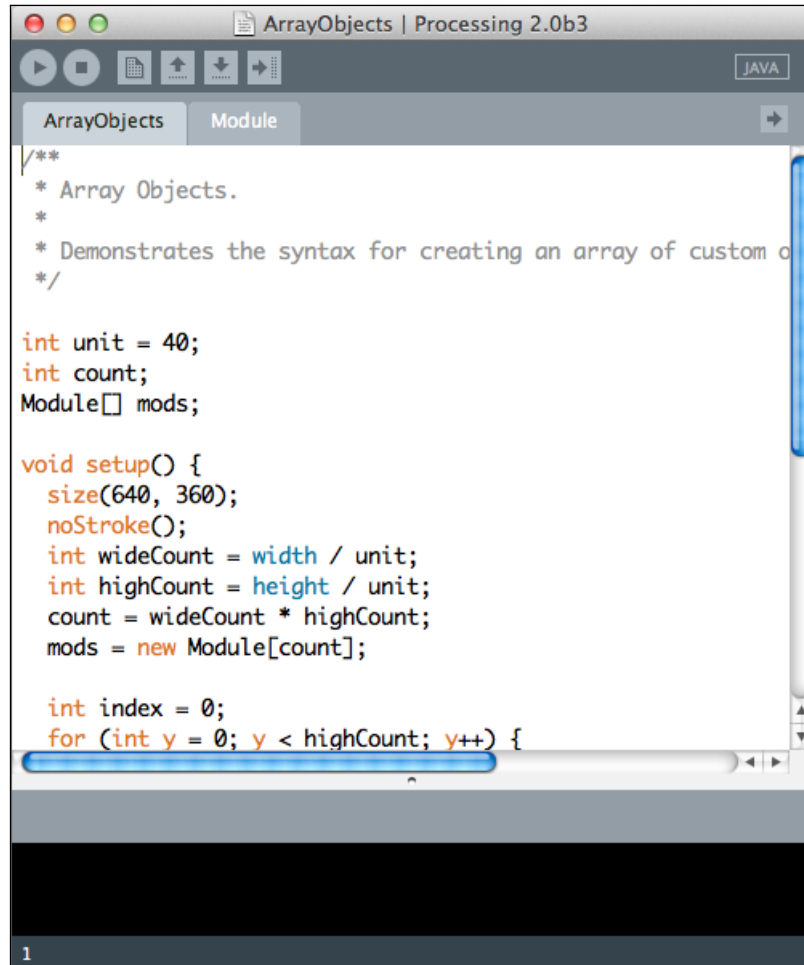 ArrayObjects | Processing 2.0b3
JAVA
ArrayObjects Module
/**
 * Array Objects.
 *
 * Demonstrates the syntax for creating an array of custom o
 */

int unit = 40;
int count;
Module[] mods;

void setup() {
  size(640, 360);
  noStroke();
  int wideCount = width / unit;
  int highCount = height / unit;
  count = wideCount * highCount;
  mods = new Module[count];

  int index = 0;
  for (int y = 0; y < highCount; y++) {
1